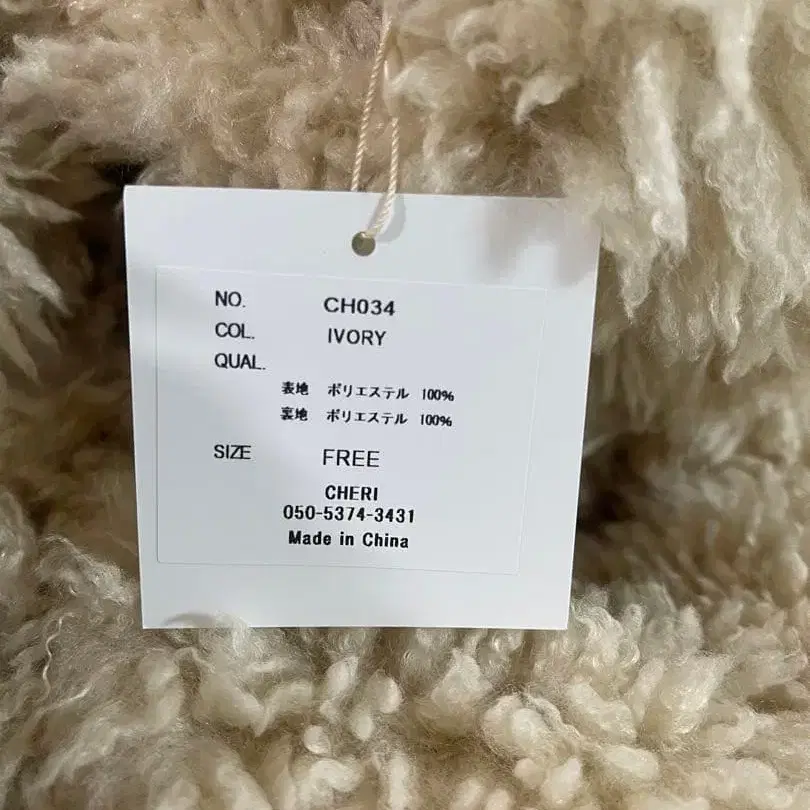 NO. CH034
COL. IVORY
QUAL.
表地 ポリエステル 100%
裏地 ポリエステル 100%
SIZE FREE
CHERI
050-5374-3431
Made in China